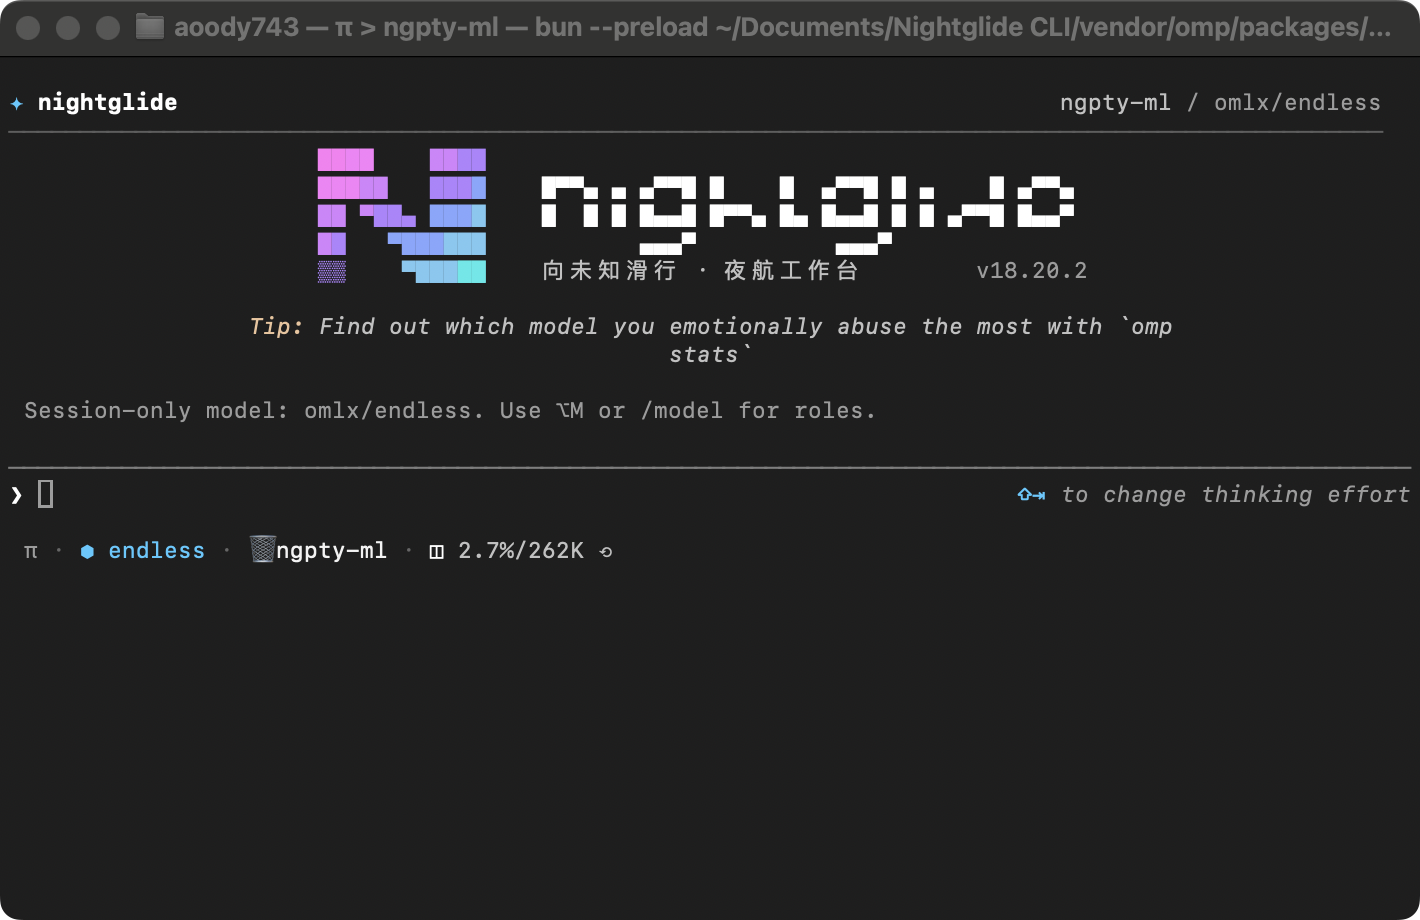 aoody743 — π > ngpty-ml — bun --preload ~/Documents/Nightglide CLI/vendor/omp/packages/...
✦ nightglide
ngpty-ml / omlx/endless
nightglide
向未知滑行 · 夜航工作台 v18.20.2
Tip: Find out which model you emotionally abuse the most with `omp
stats`
Session-only model: omlx/endless. Use ⌥M or /model for roles.
❯ ⇧⇥ to change thinking effort
π · ⬢ endless · 🗑ngpty-ml · ◫ 2.7%/262K ⟲